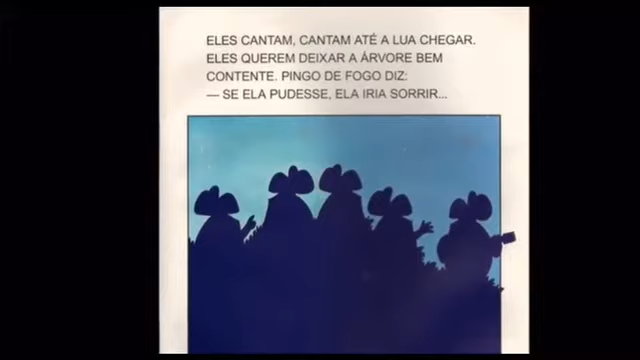 ELES CANTAM, CANTAM ATÉ A LUA CHEGAR.
ELES QUEREM DEIXAR A ÁRVORE BEM
CONTENTE. PINGO DE FOGO DIZ:
— SE ELA PUDESSE, ELA IRIA SORRIR...